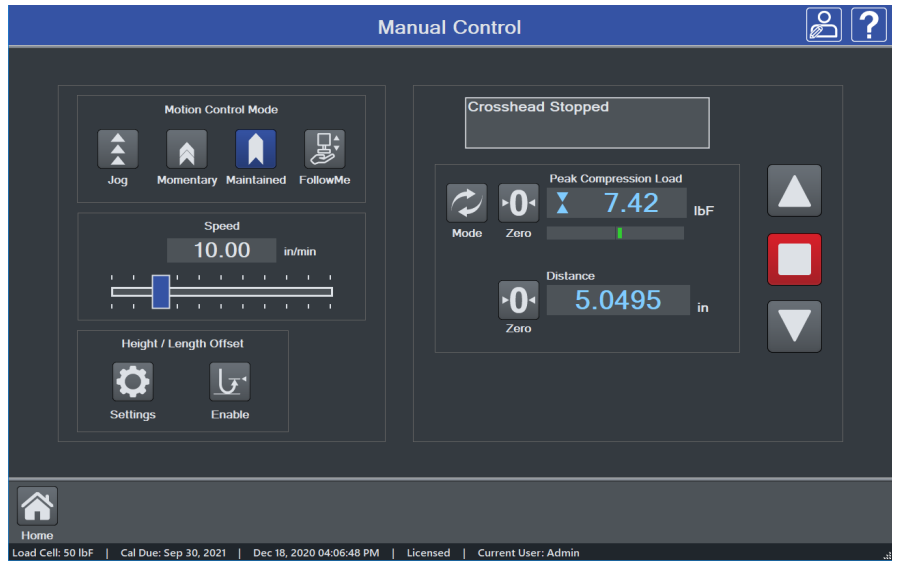 Manual Control
?
Motion Control Mode
Jog Momentary Maintained FollowMe
Speed
10.00 in/min
Height / Length Offset
Settings Enable
Crosshead Stopped
Peak Compression Load
0 7.42 lbF
Mode Zero
Distance
0 5.0495 in
Zero
Home
Load Cell: 50 lbF | Cal Due: Sep 30, 2021 | Dec 18, 2020 04:06:48 PM | Licensed | Current User: Admin